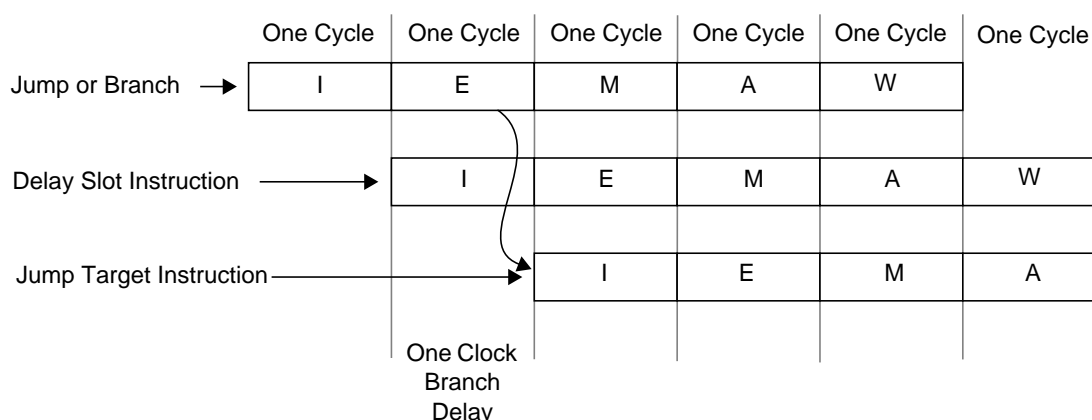 One Cycle One Cycle One Cycle One Cycle One Cycle One Cycle
Jump or Branch I E M A W
Delay Slot Instruction I E M A W
Jump Target Instruction I E M A
One Clock
Branch
Delay